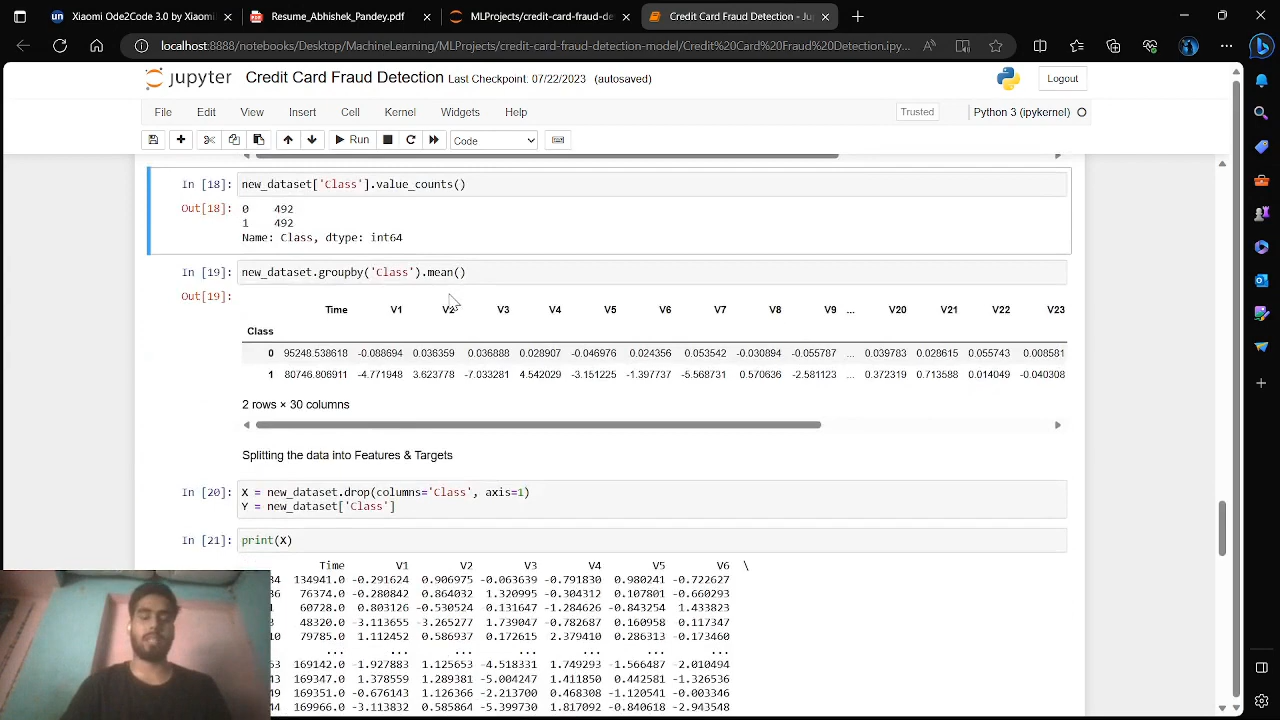 Xiaomi Ode2Code 3.0 by Xiaomi
Resume_Abhishek_Pandey.pdf
MLProjects/credit-card-fraud-de
Credit Card Fraud Detection - Ju
localhost:8888/notebooks/Desktop/MachineLearning/MLProjects/credit-card-fraud-detection-model/Credit%20Card%20Fraud%20Detection.ipy...
jupyter Credit Card Fraud Detection Last Checkpoint: 07/22/2023 (autosaved)
Logout
File Edit View Insert Cell Kernel Widgets Help
Trusted
Python 3 (ipykernel)
Run
Code
In [18]: new_dataset['Class'].value_counts()
Out[18]: 0 492
1 492
Name: Class, dtype: int64
In [19]: new_dataset.groupby('Class').mean()
Out[19]:
Time V1 V2 V3 V4 V5 V6 V7 V8 V9 ... V20 V21 V22 V23
Class
0 95248.538618 -0.088694 0.036359 0.036888 0.028907 -0.046976 0.024356 0.053542 -0.030894 -0.055787 ... 0.039783 0.028615 0.055743 0.008581
1 80746.806911 -4.771948 3.623778 -7.033281 4.542029 -3.151225 -1.397737 -5.568731 0.570636 -2.581123 ... 0.372319 0.713588 0.014049 -0.040308
2 rows × 30 columns
Splitting the data into Features & Targets
In [20]: X = new_dataset.drop(columns='Class', axis=1)
Y = new_dataset['Class']
In [21]: print(X)
Time V1 V2 V3 V4 V5 V6 \
34 134941.0 -0.291624 0.906975 -0.063639 -0.791830 0.980241 -0.722627
36 76374.0 -0.280842 0.864032 1.320995 -0.304312 0.107801 -0.660293
1 60728.0 0.803126 -0.530524 0.131647 -1.284626 -0.843254 1.433823
48320.0 -3.113655 -3.265277 1.739047 -0.782687 0.160958 0.117347
10 79785.0 1.112452 0.586937 0.172615 2.379410 0.286313 -0.173460
... ... ... ... ... ... ...
53 169142.0 -1.927883 1.125653 -4.518331 1.749293 -1.566487 -2.010494
169347.0 1.378559 1.289381 -5.004247 1.411850 0.442581 -1.326536
169351.0 -0.676143 1.126366 -2.213700 0.468308 -1.120541 -0.003346
44 169966.0 -3.113832 0.585864 -5.399730 1.817092 -0.840618 -2.943548